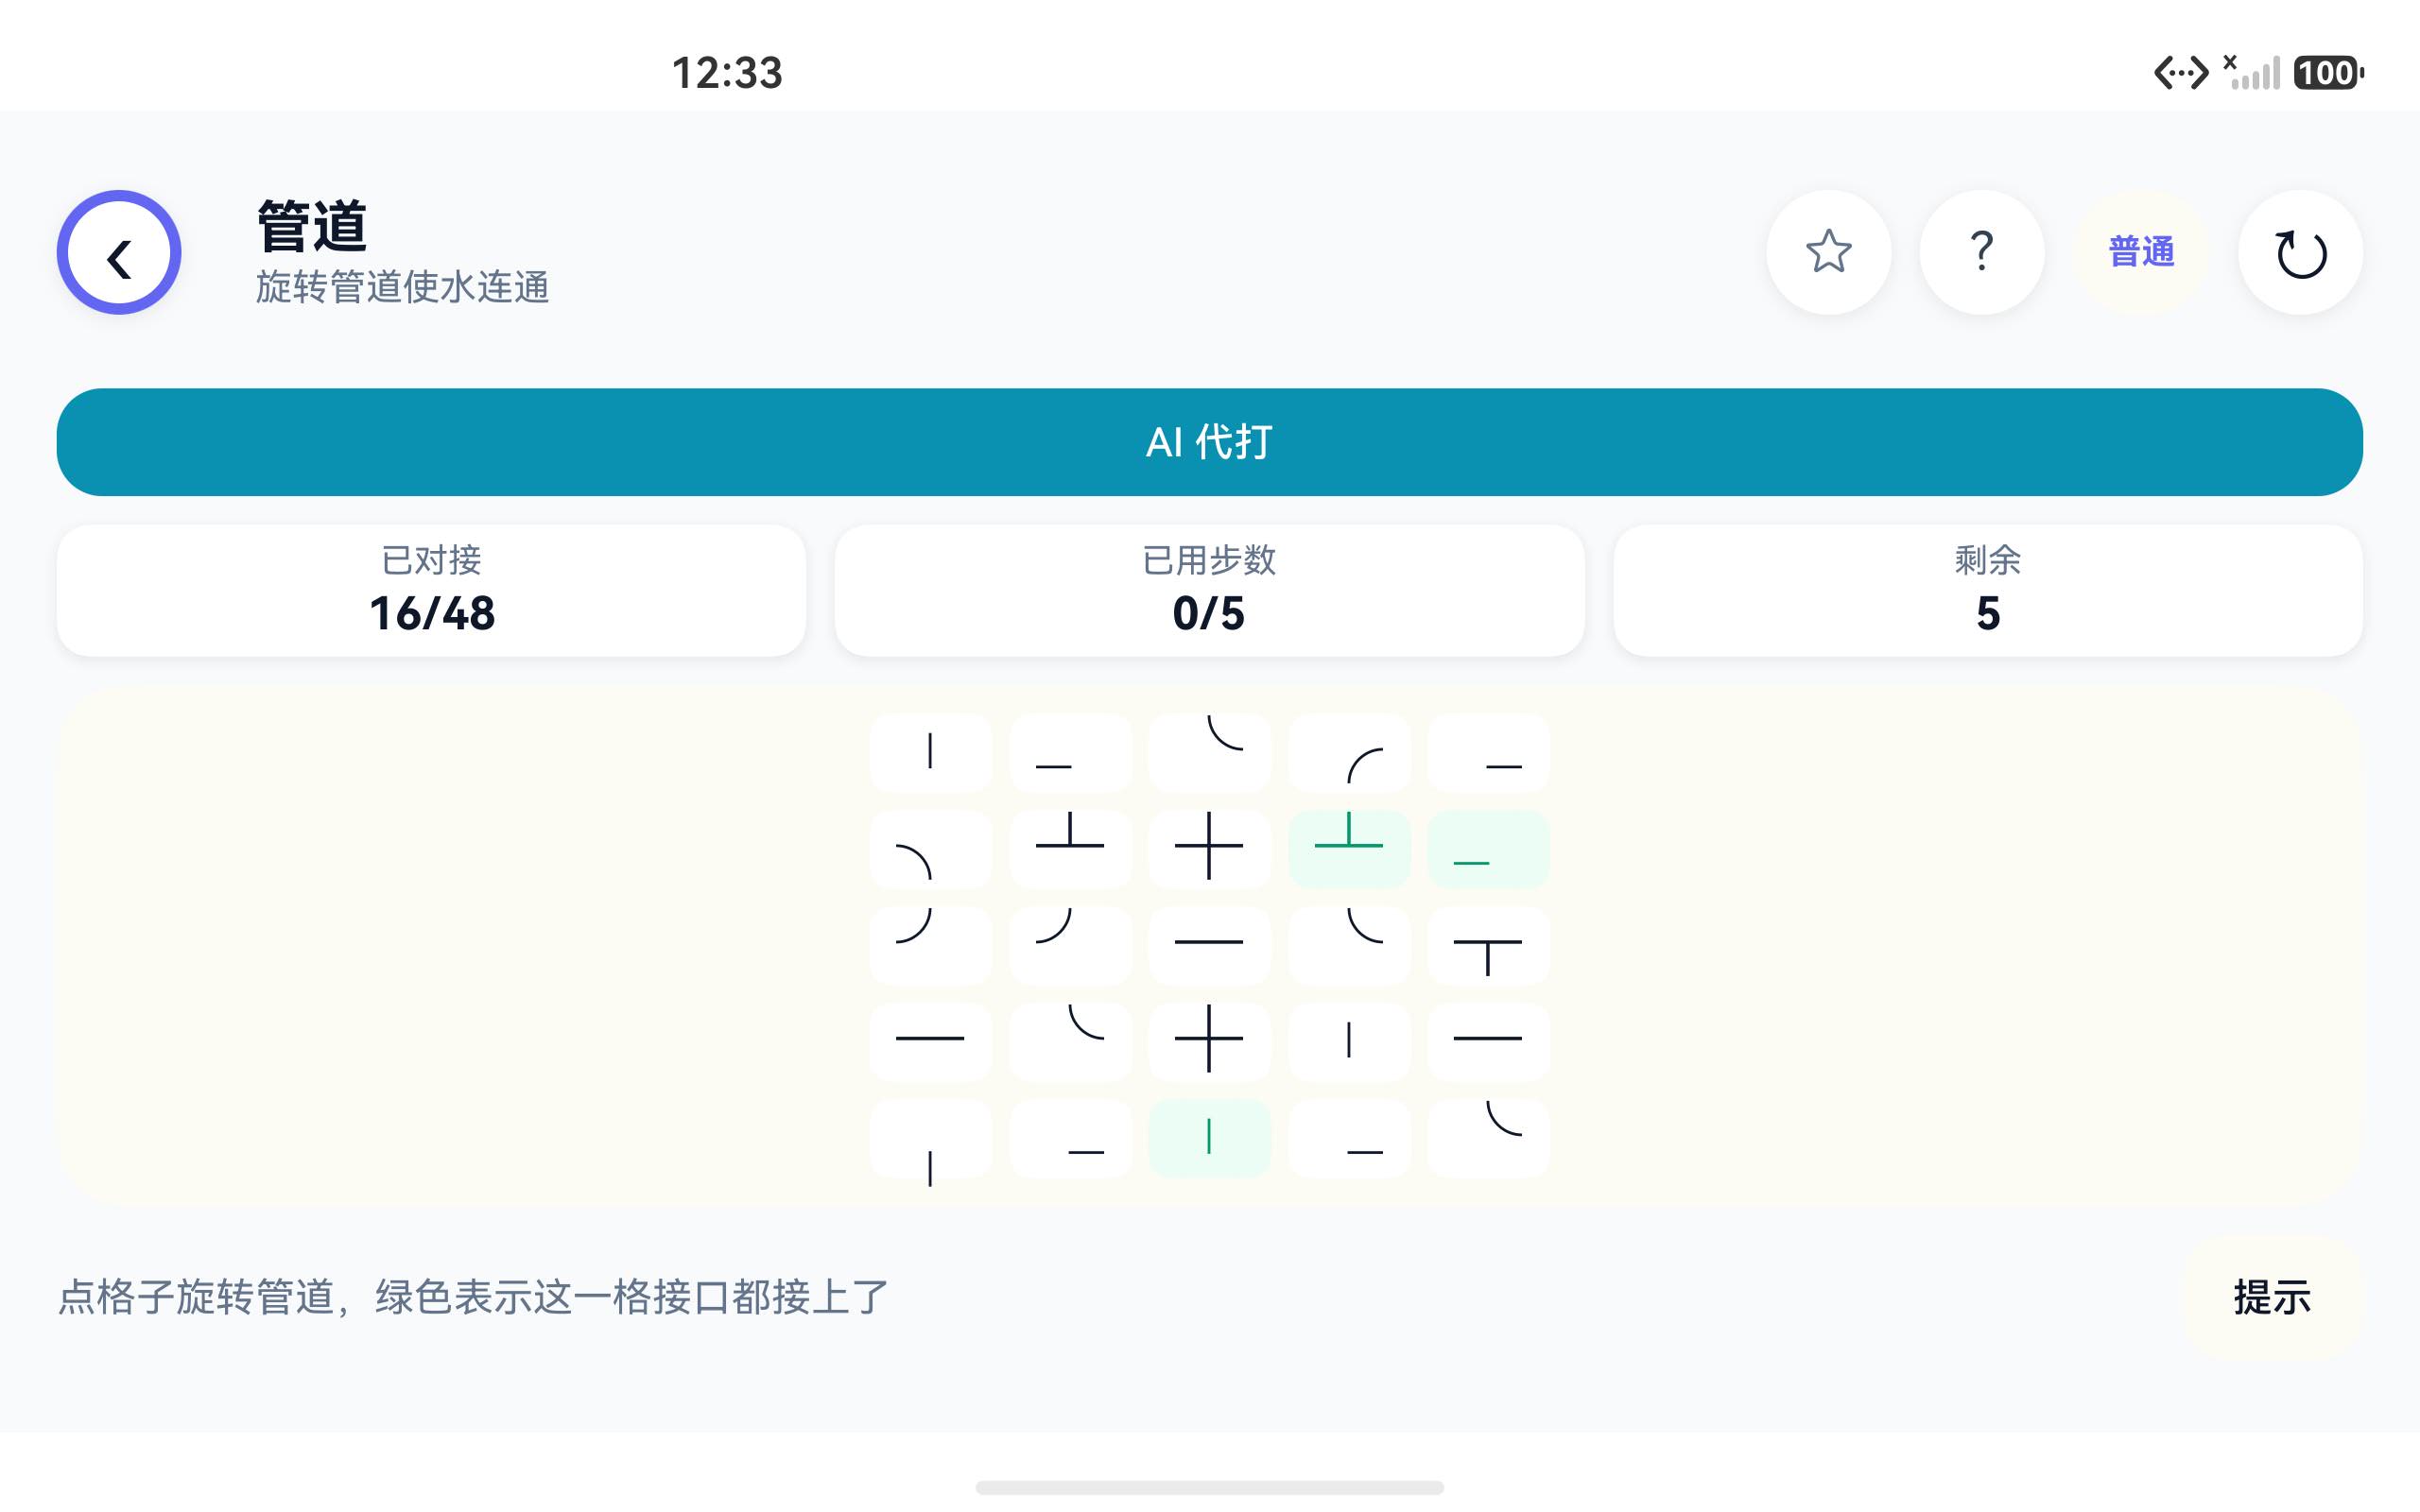 12:33
100
管道
旋转管道使水连通
?
普通
AI 代打
已对接
16/48
已用步数
0/5
剩余
5
点格子旋转管道，绿色表示这一格接口都接上了
提示